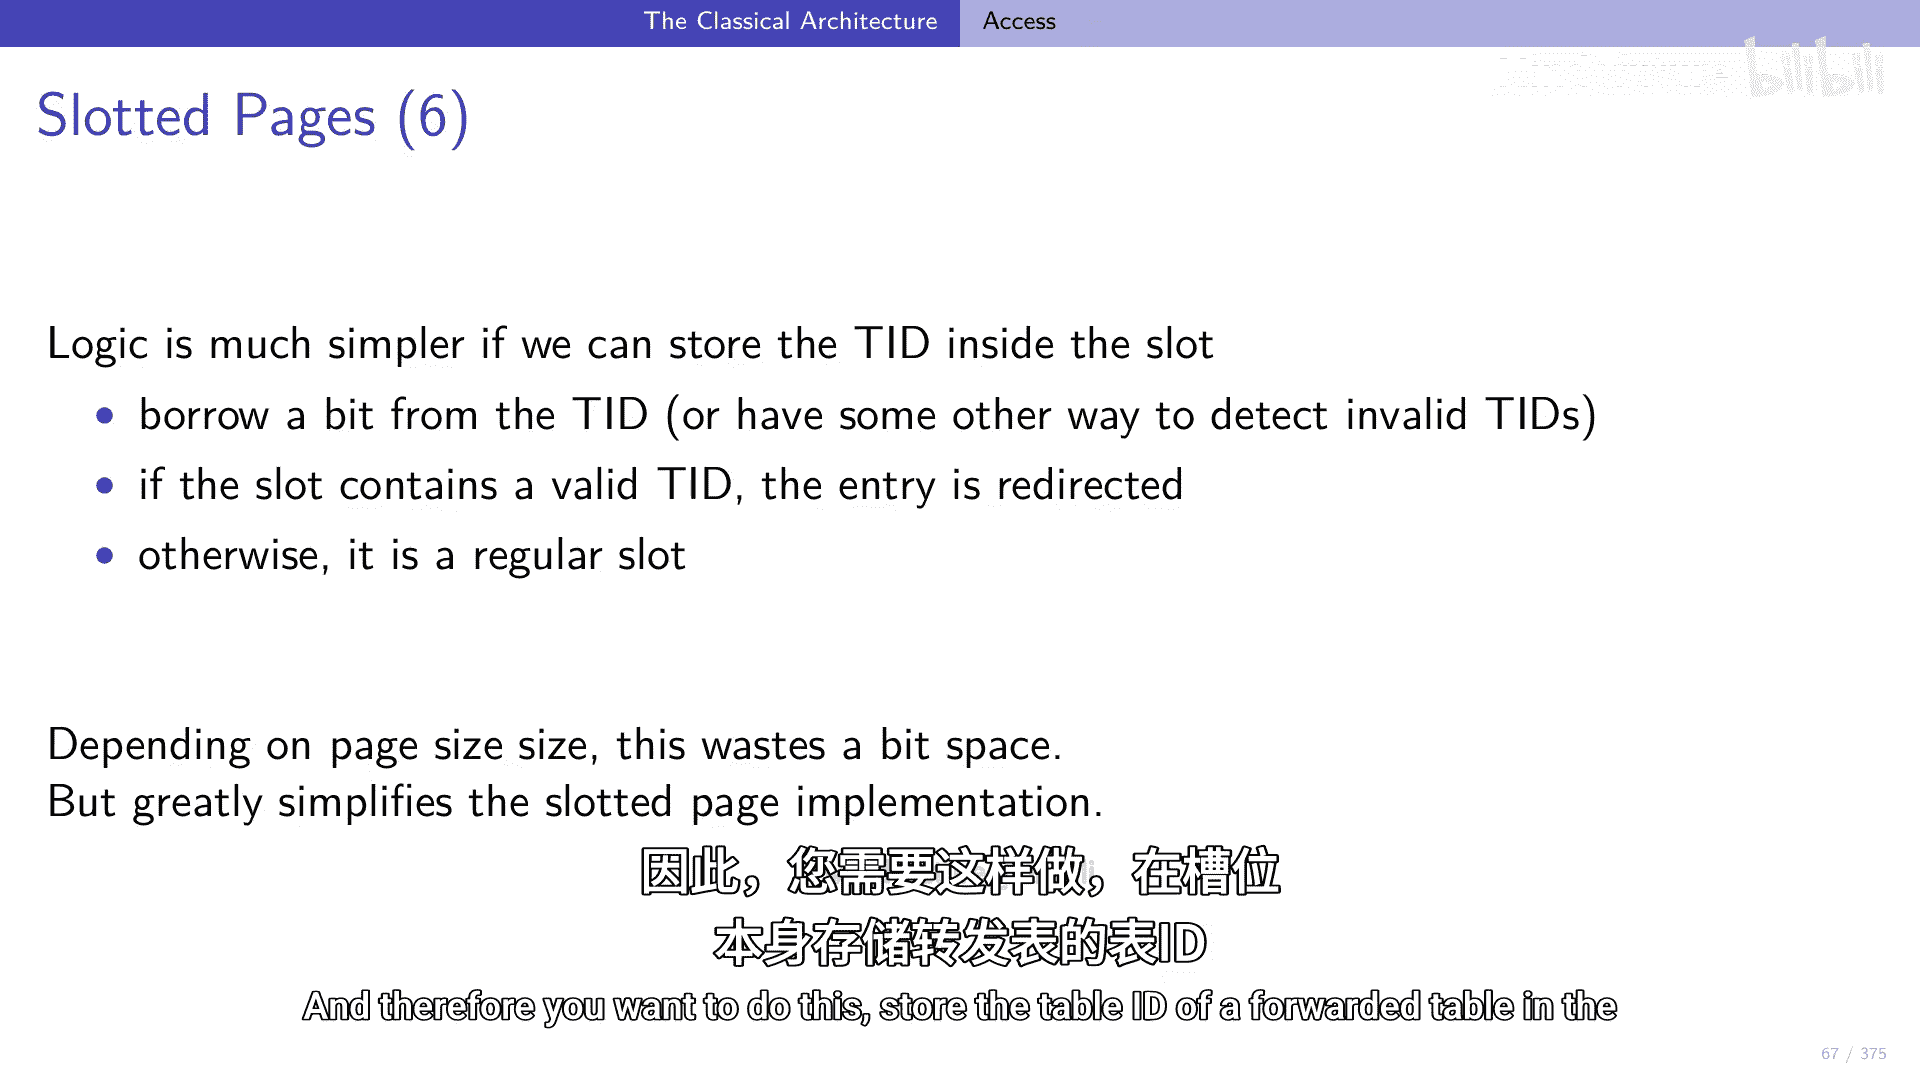 The Classical Architecture Access
bilibili
Slotted Pages (6)
Logic is much simpler if we can store the TID inside the slot
• borrow a bit from the TID (or have some other way to detect invalid TIDs)
• if the slot contains a valid TID, the entry is redirected
• otherwise, it is a regular slot
Depending on page size size, this wastes a bit space.
But greatly simplifies the slotted page implementation.
因此，您需要这样做，在槽位
本身存储转发表的表ID
And therefore you want to do this, store the table ID of a forwarded table in the
67 / 375